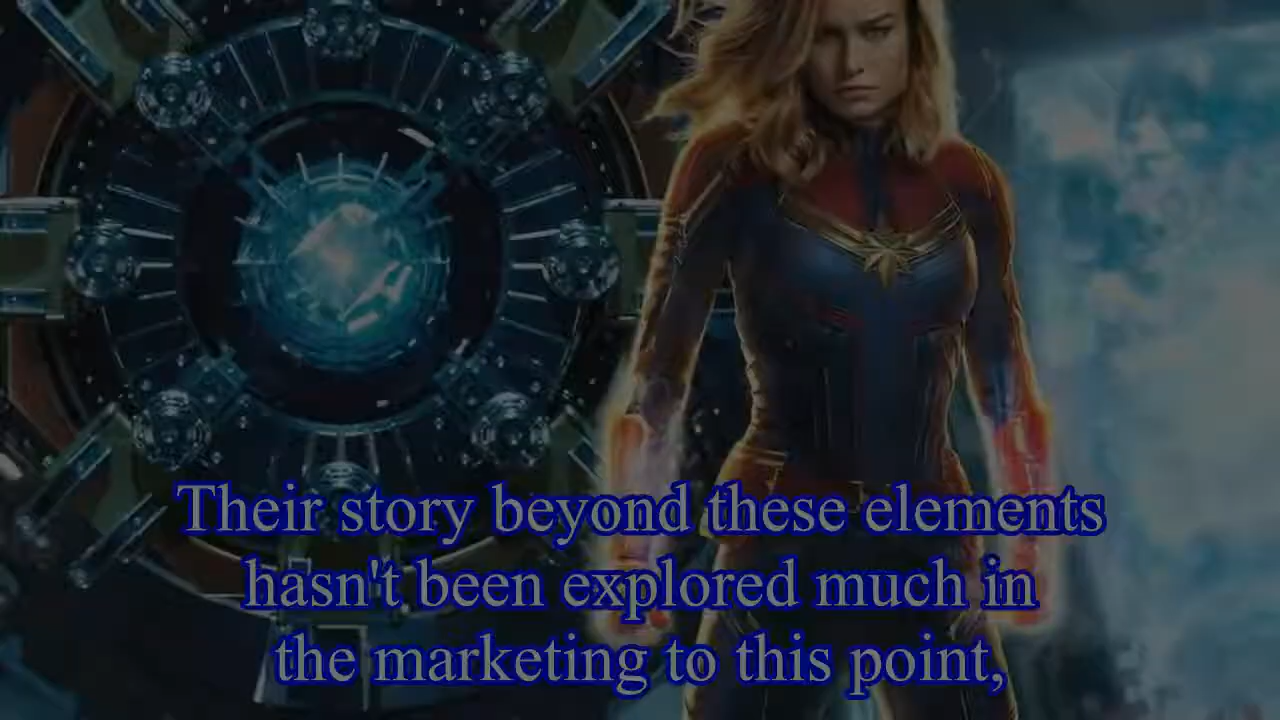 Their story beyond these elements
hasn't been explored much in
the marketing to this point,